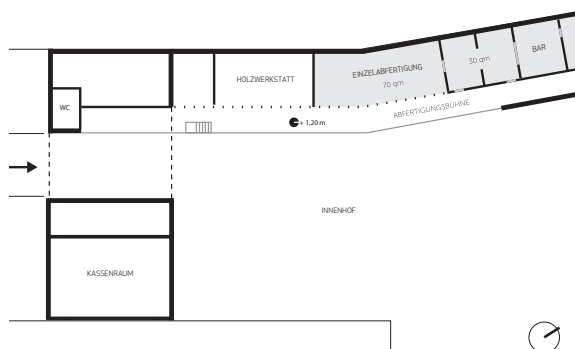 BAR
30 qm
EINZELABFERTIGUNG
70 qm
HOLZWERKSTATT
WC
ABFERTIGUNGSBÜHNE
+ 1,20 m
INNENHOF
KASSENRAUM